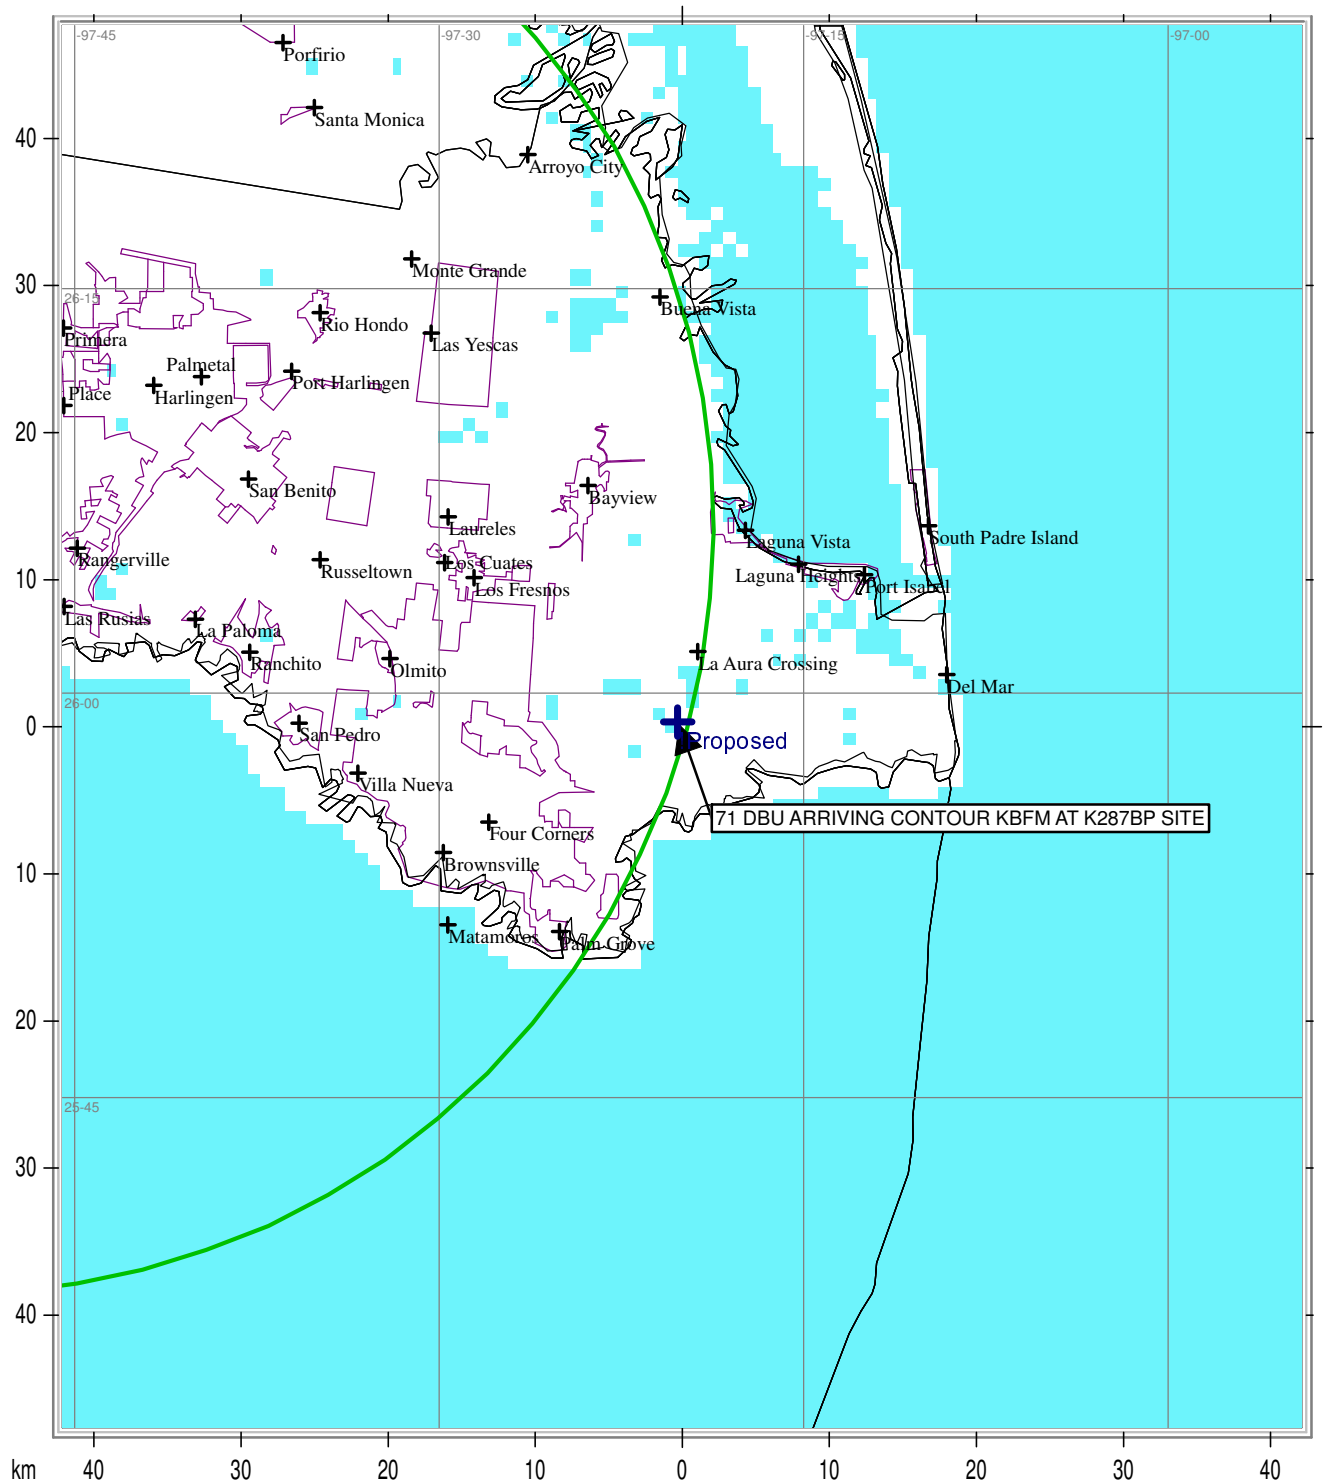 -97-45
-97-30
-97-15
-97-00
Porfirio
Santa Monica
40
Arroyo City
Monte Grande
30
26-15
Buena Vista
Rio Hondo
Primera
Las Yescas
Palmetal
Port Harlingen
Place
Harlingen
20
San Benito
Bayview
Laureles
South Padre Island
Laguna Vista
Rangerville
Russeltown
Los Cuates
Laguna Heights
10
Los Fresnos
Port Isabel
Las Rusias
La Paloma
Ranchito
Olmito
La Aura Crossing
Del Mar
26-00
0
San Pedro
Proposed
Villa Nueva
71 DBU ARRIVING CONTOUR KBFM AT K287BP SITE
Four Corners
Brownsville
10
Matamoros
Palm Grove
20
25-45
30
40
km
40
30
20
10
0
10
20
30
40